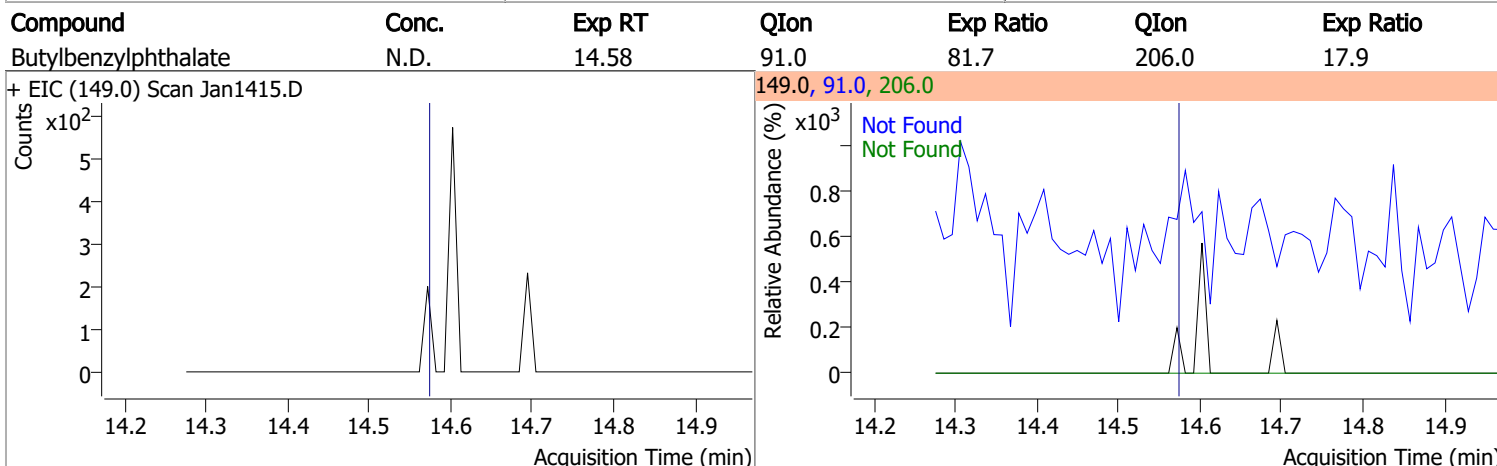 Compound Conc. Exp RT QIon Exp Ratio QIon Exp Ratio
Butylbenzylphthalate N.D. 14.58 91.0 81.7 206.0 17.9
+ EIC (149.0) Scan Jan1415.D
Counts
x10²
5
4
3
2
1
0
14.2 14.3 14.4 14.5 14.6 14.7 14.8 14.9
Acquisition Time (min)
149.0, 91.0, 206.0
Relative Abundance (%)
x10³
Not Found
Not Found
0.8
0.6
0.4
0.2
0
14.2 14.3 14.4 14.5 14.6 14.7 14.8 14.9
Acquisition Time (min)